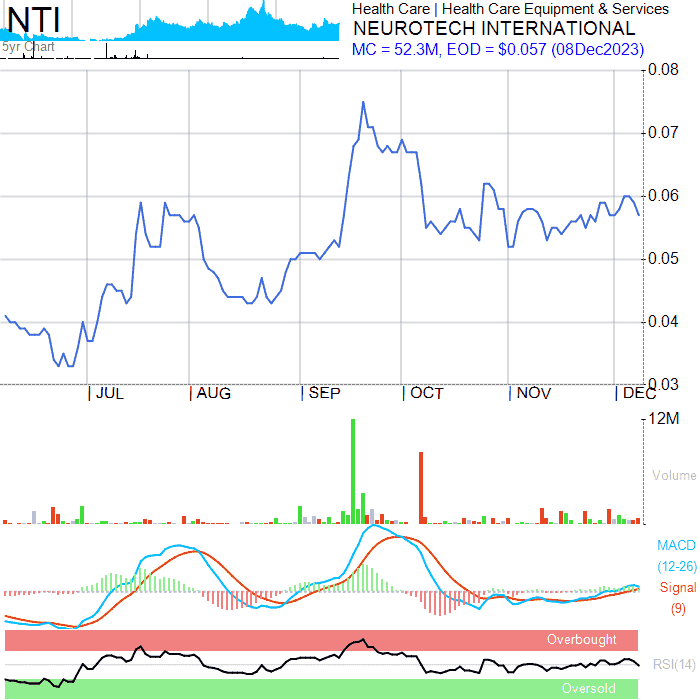 NTI
5yr Chart
Health Care | Health Care Equipment & Services
NEUROTECH INTERNATIONAL
MC = 52.3M, EOD = $0.057 (08Dec2023)
0.08
0.07
0.06
0.05
0.04
0.03
JUL AUG SEP OCT NOV DEC
12M
Volume
MACD
(12-26)
Signal
(9)
Overbought
RSI(14)
Oversold